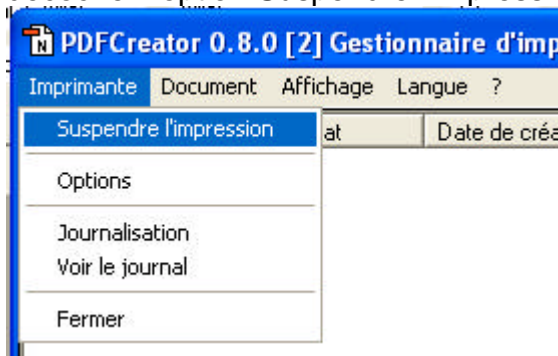 PDFCreator 0.8.0 [2] Gestionnaire d'imp
Imprimante Document Affichage Langue ?
Suspendre l'impression at Date de créa
Options
Journalisation
Voir le journal
Fermer